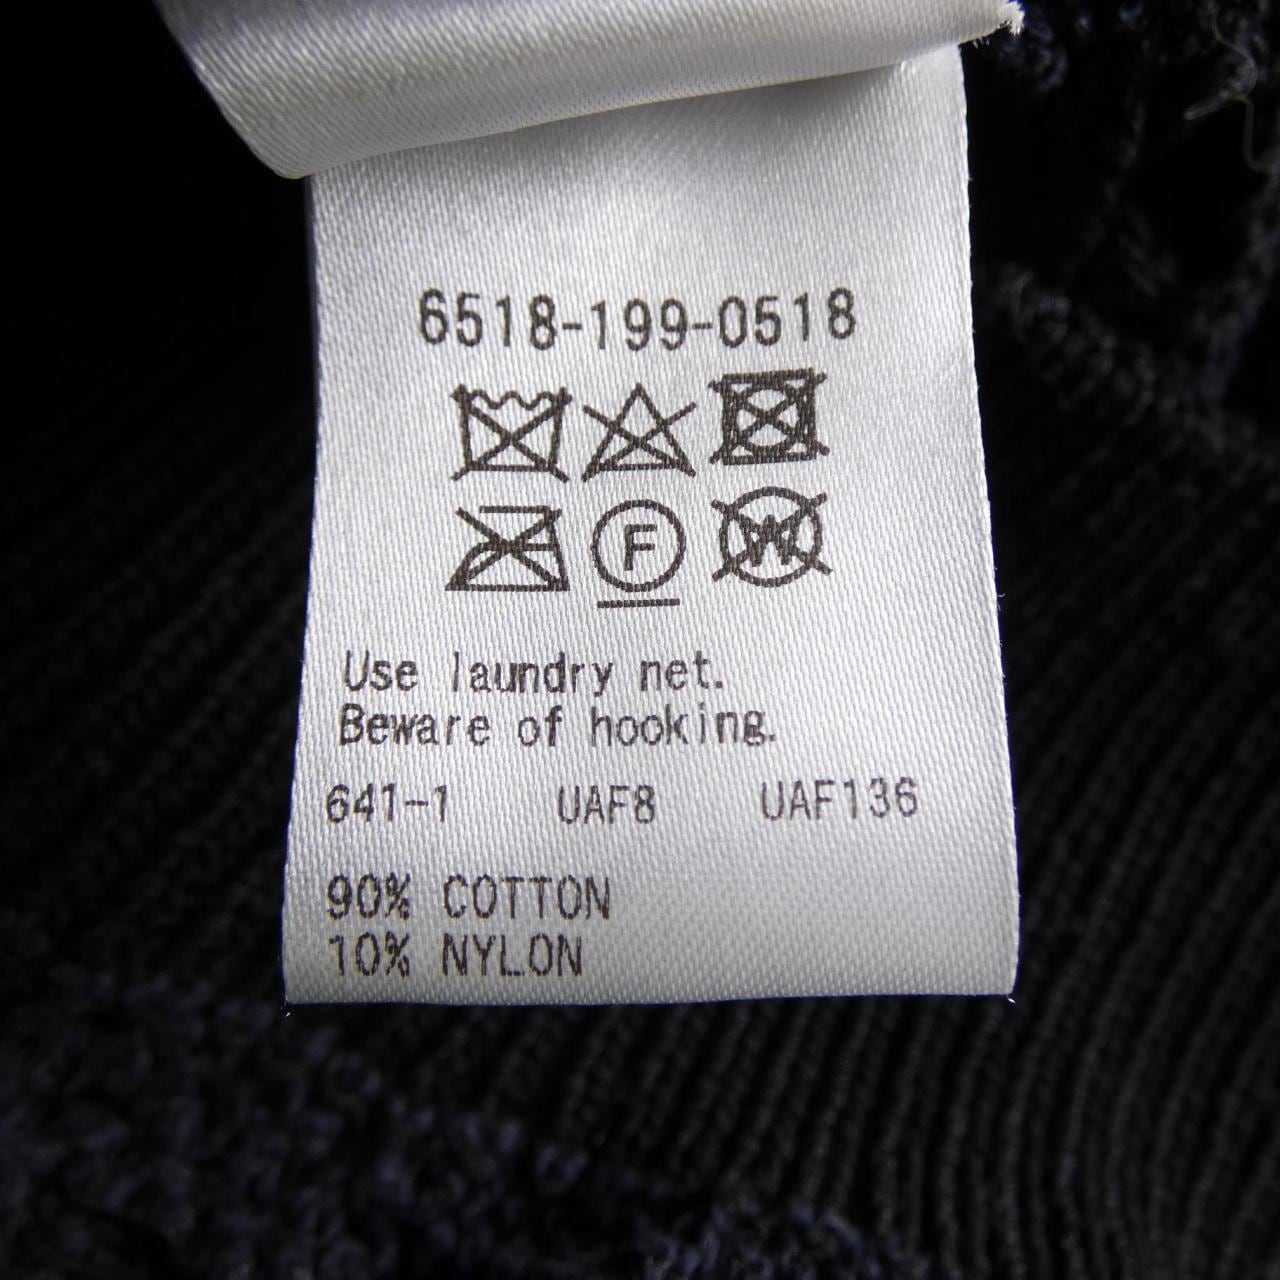 6518-199-0518
F
W
Use laundry net.
Beware of hooking.
641-1 UAF8 UAF136
90% COTTON
10% NYLON